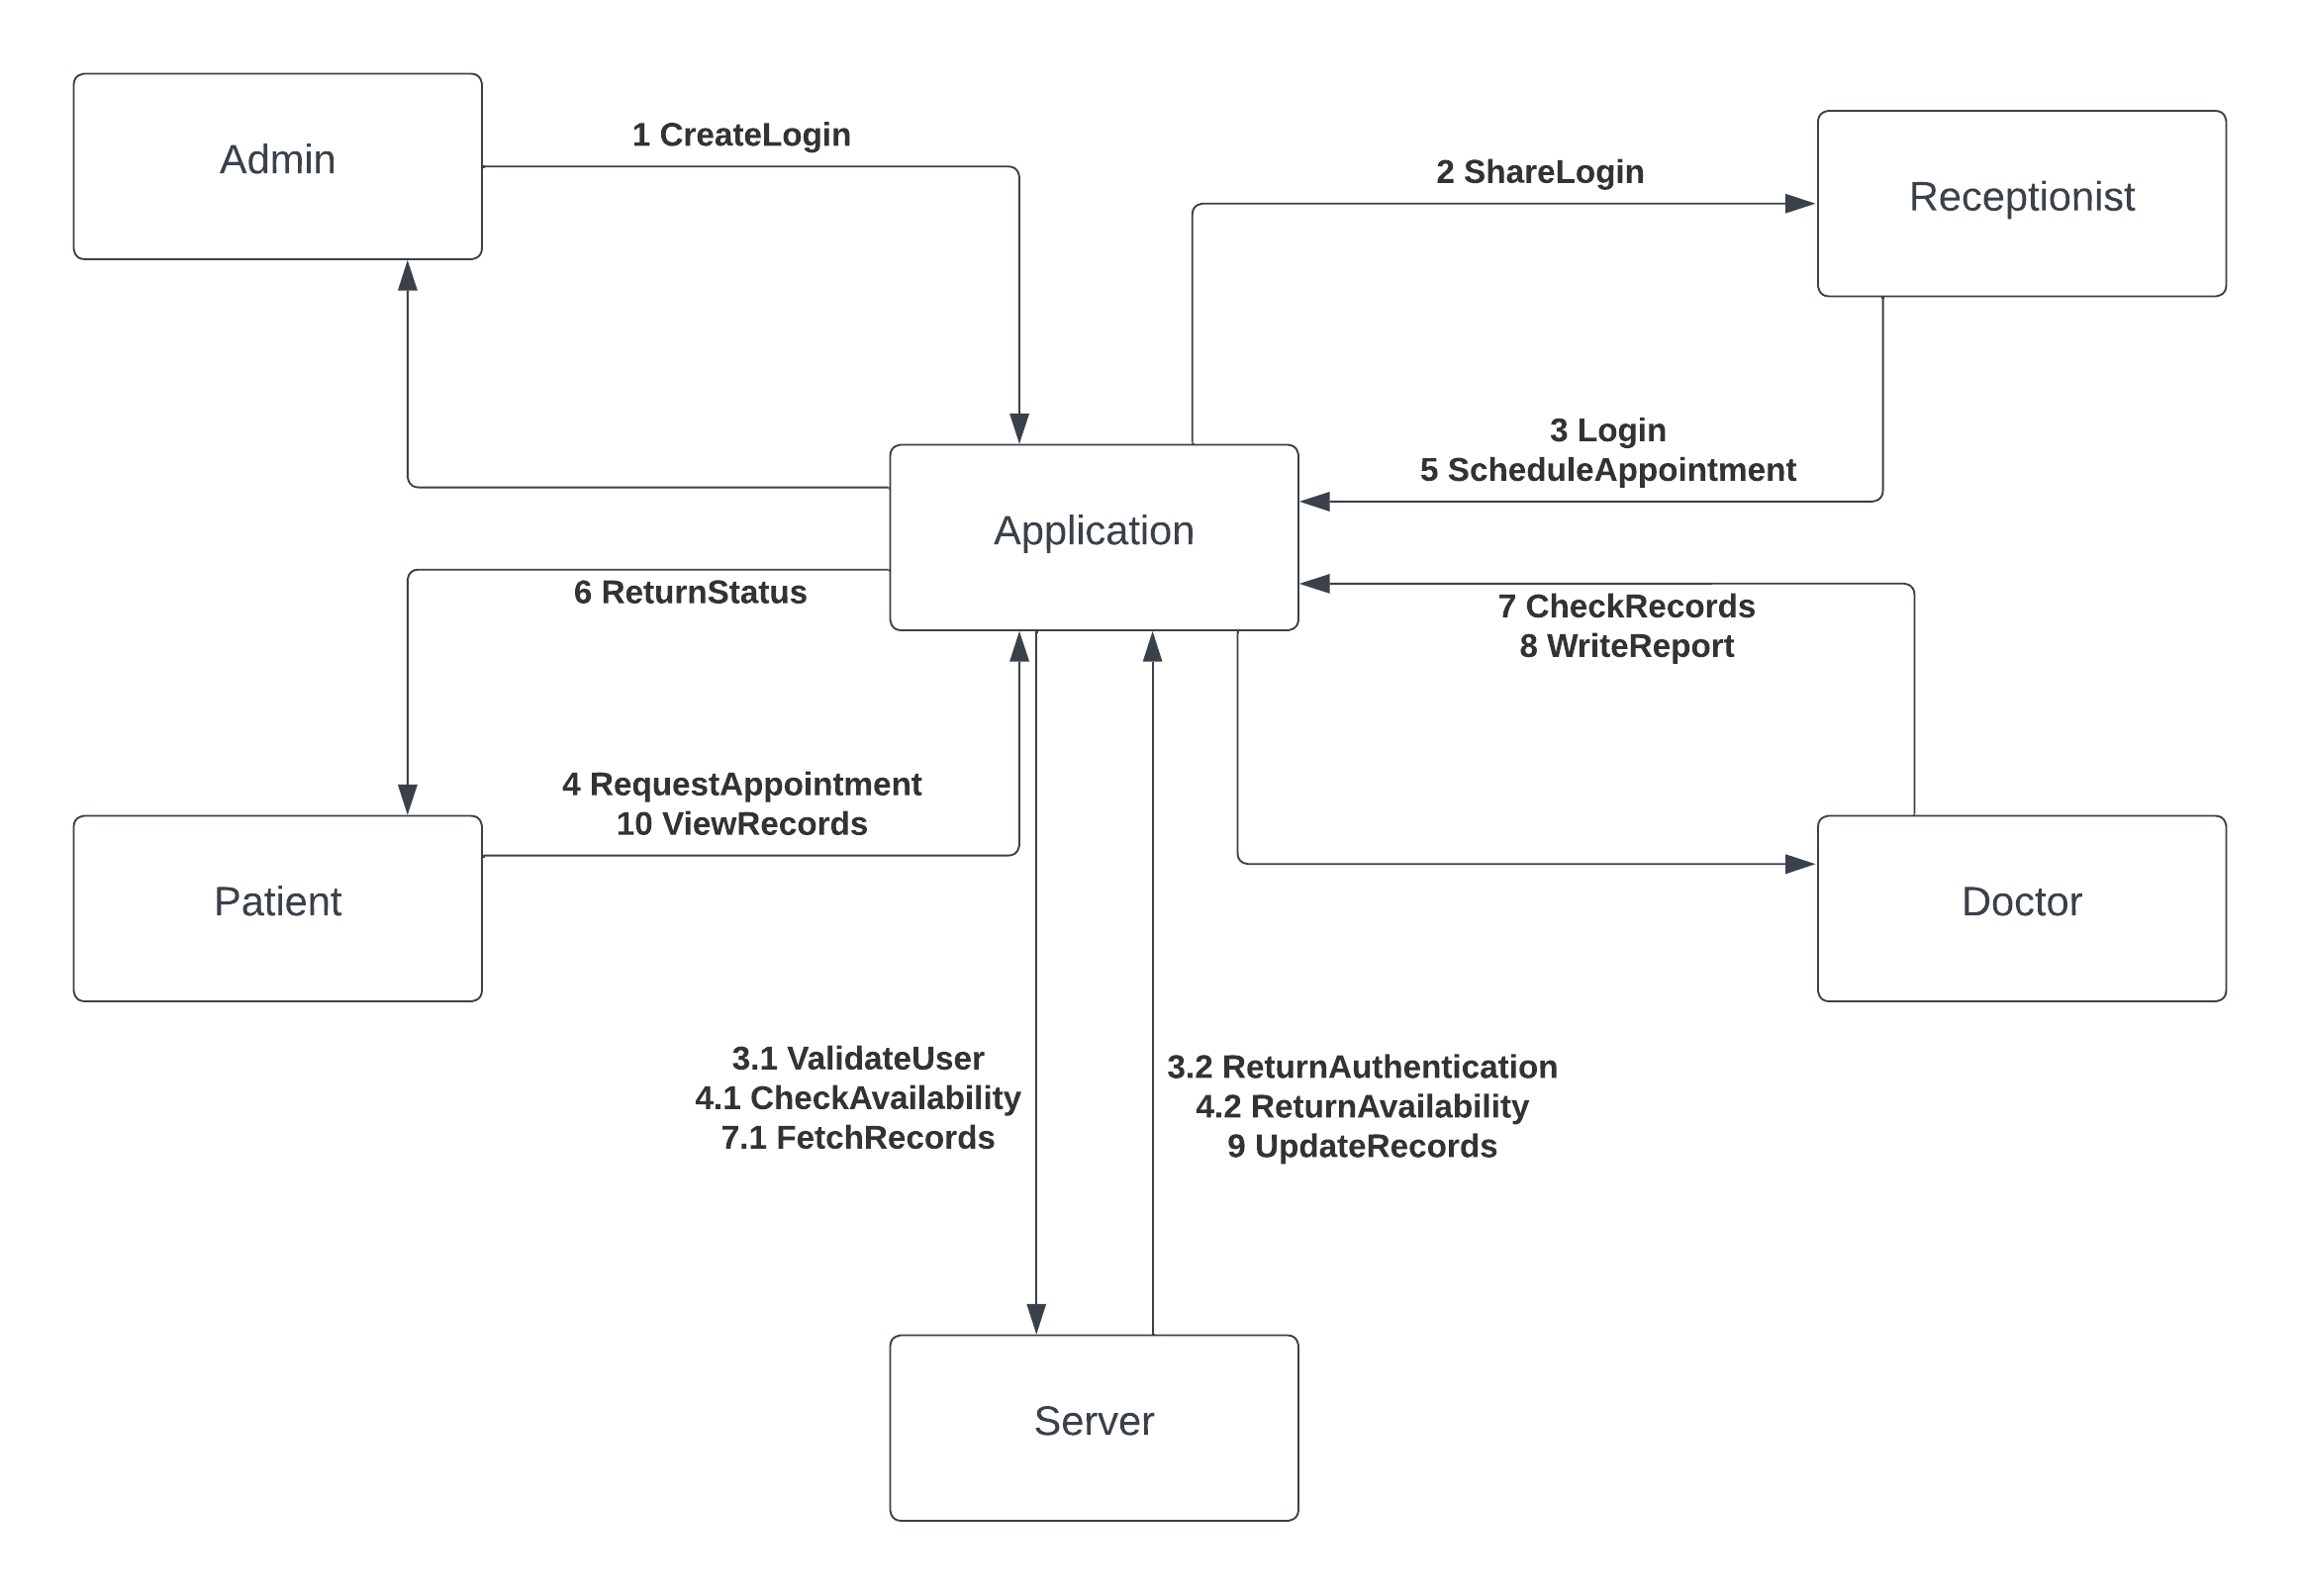 Admin
1 CreateLogin
2 ShareLogin
Receptionist
3 Login
5 ScheduleAppointment
Application
6 ReturnStatus
7 CheckRecords
8 WriteReport
4 RequestAppointment
10 ViewRecords
Patient
Doctor
3.1 ValidateUser
4.1 CheckAvailability
7.1 FetchRecords
3.2 ReturnAuthentication
4.2 ReturnAvailability
9 UpdateRecords
Server